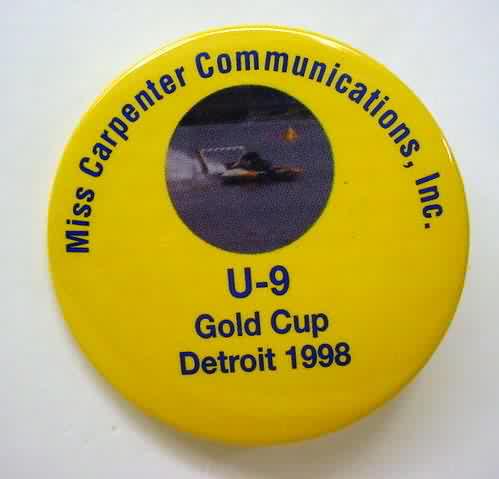 Miss Carpenter Communications, Inc.
U-9
Gold Cup
Detroit 1998